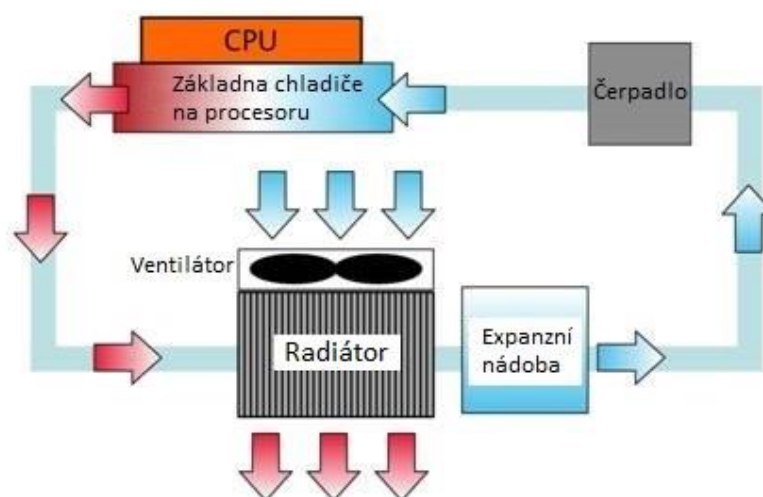 CPU
Základna chladiče
na procesoru
Čerpadlo
Ventilátor
Radiátor
Expanzní
nádoba